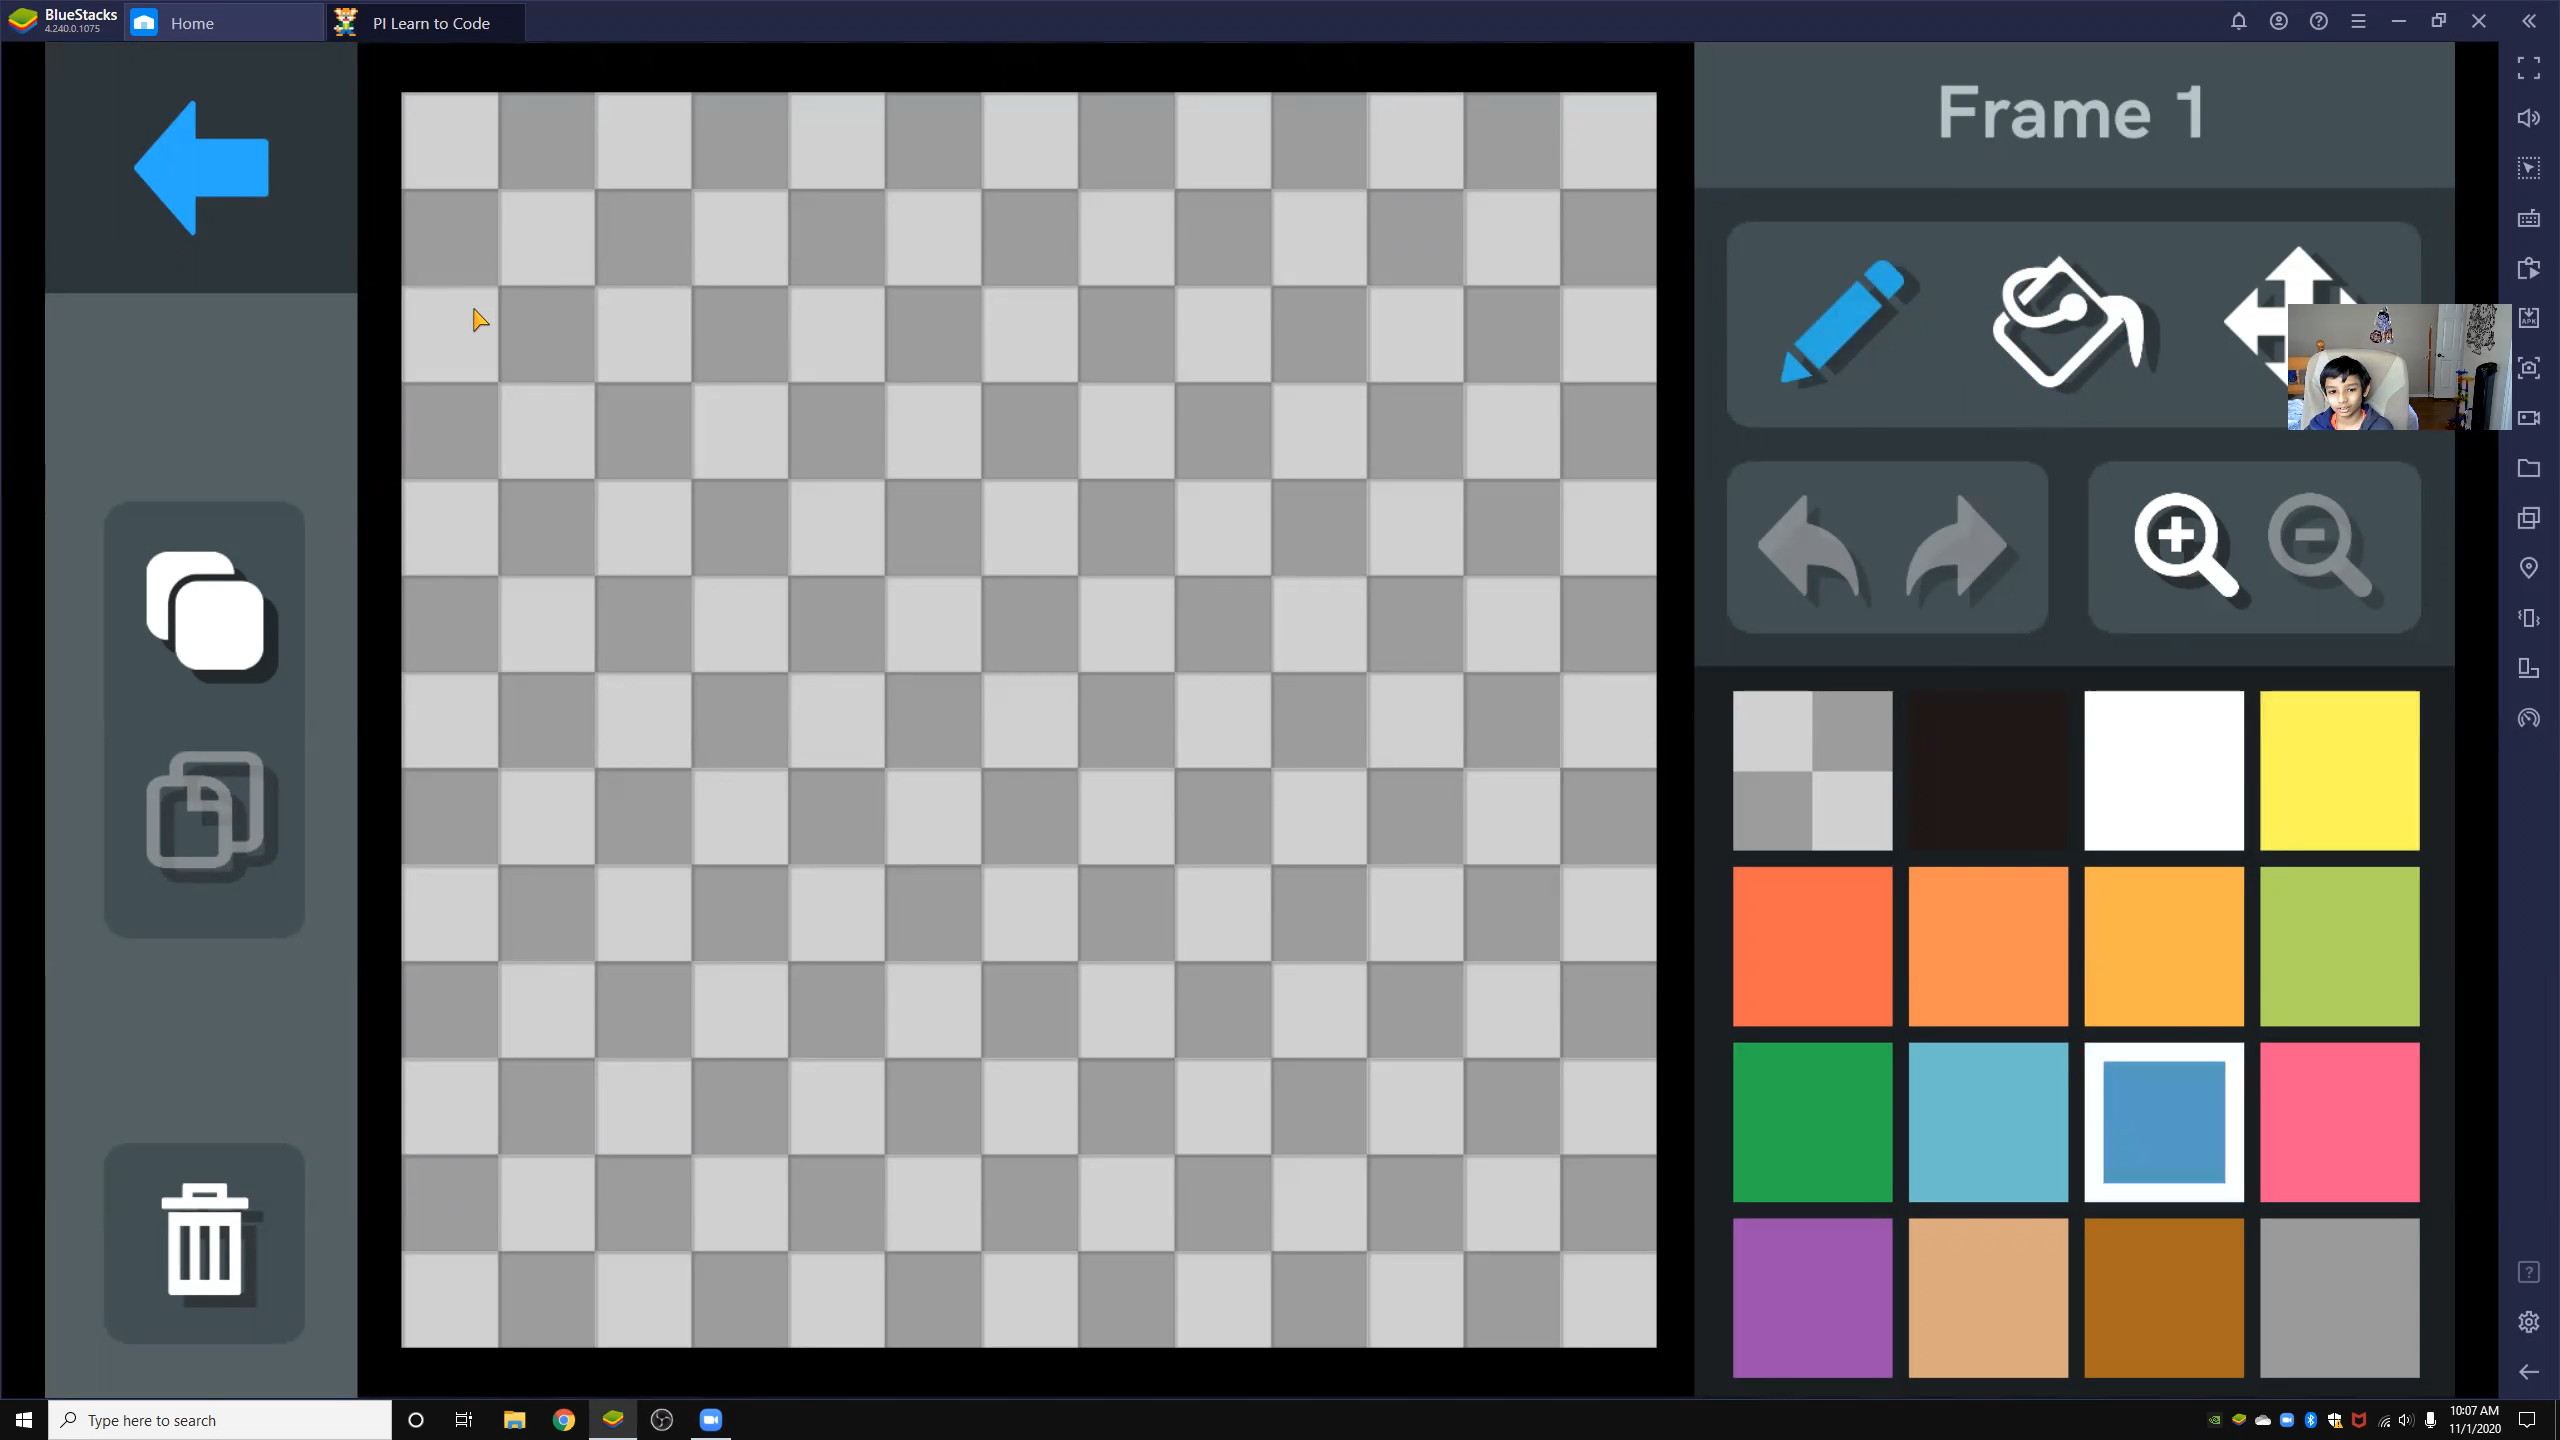 BlueStacks
4.240.0.1075
Home
PI Learn to Code
Frame 1
APK
Type here to search
10:07 AM
11/1/2020